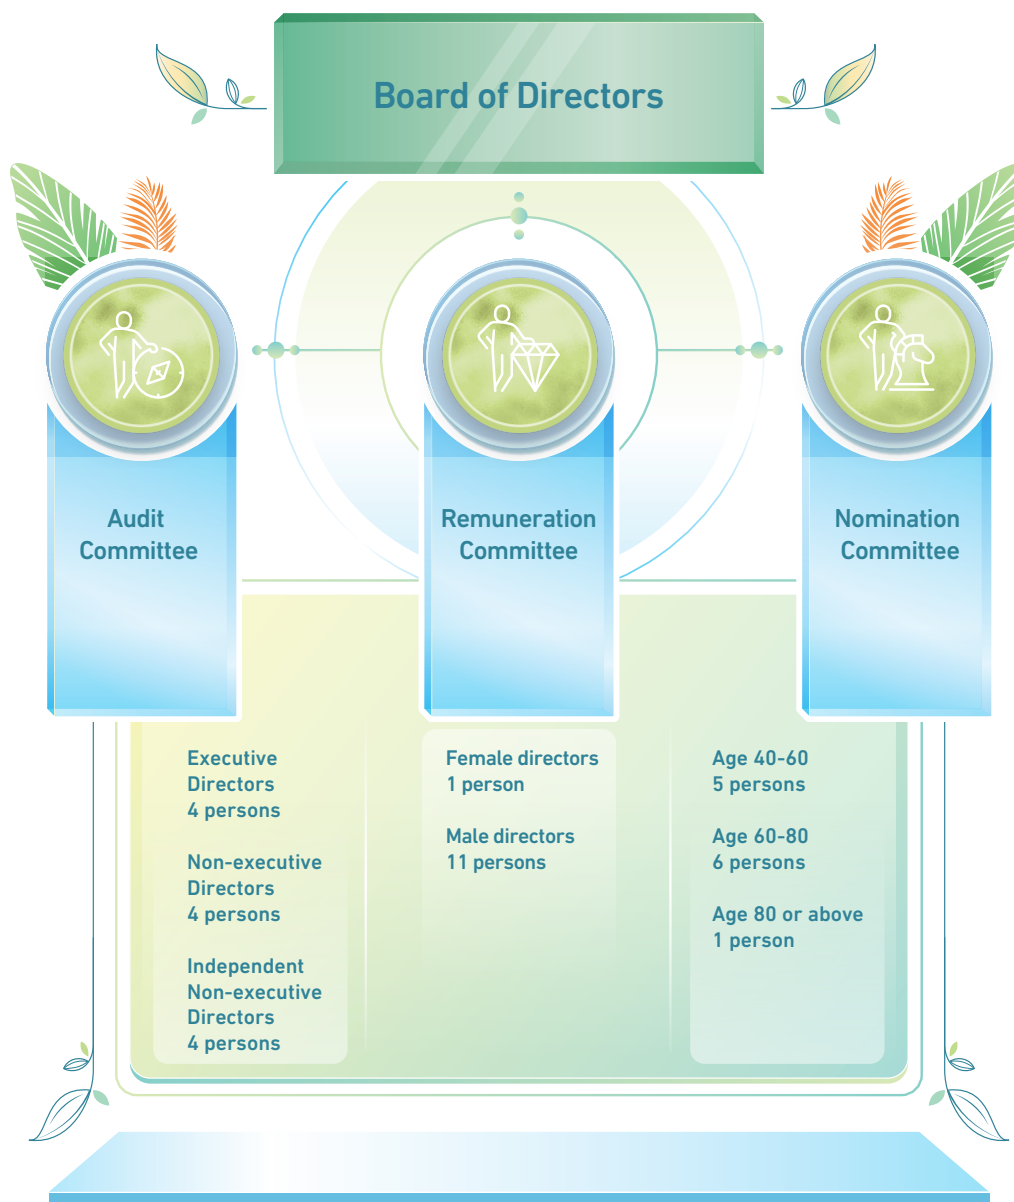 Board of Directors
Audit
Committee
Remuneration
Committee
Nomination
Committee
Executive
Directors
4 persons
Non-executive
Directors
4 persons
Independent
Non-executive
Directors
4 persons
Female directors
1 person
Male directors
11 persons
Age 40-60
5 persons
Age 60-80
6 persons
Age 80 or above
1 person